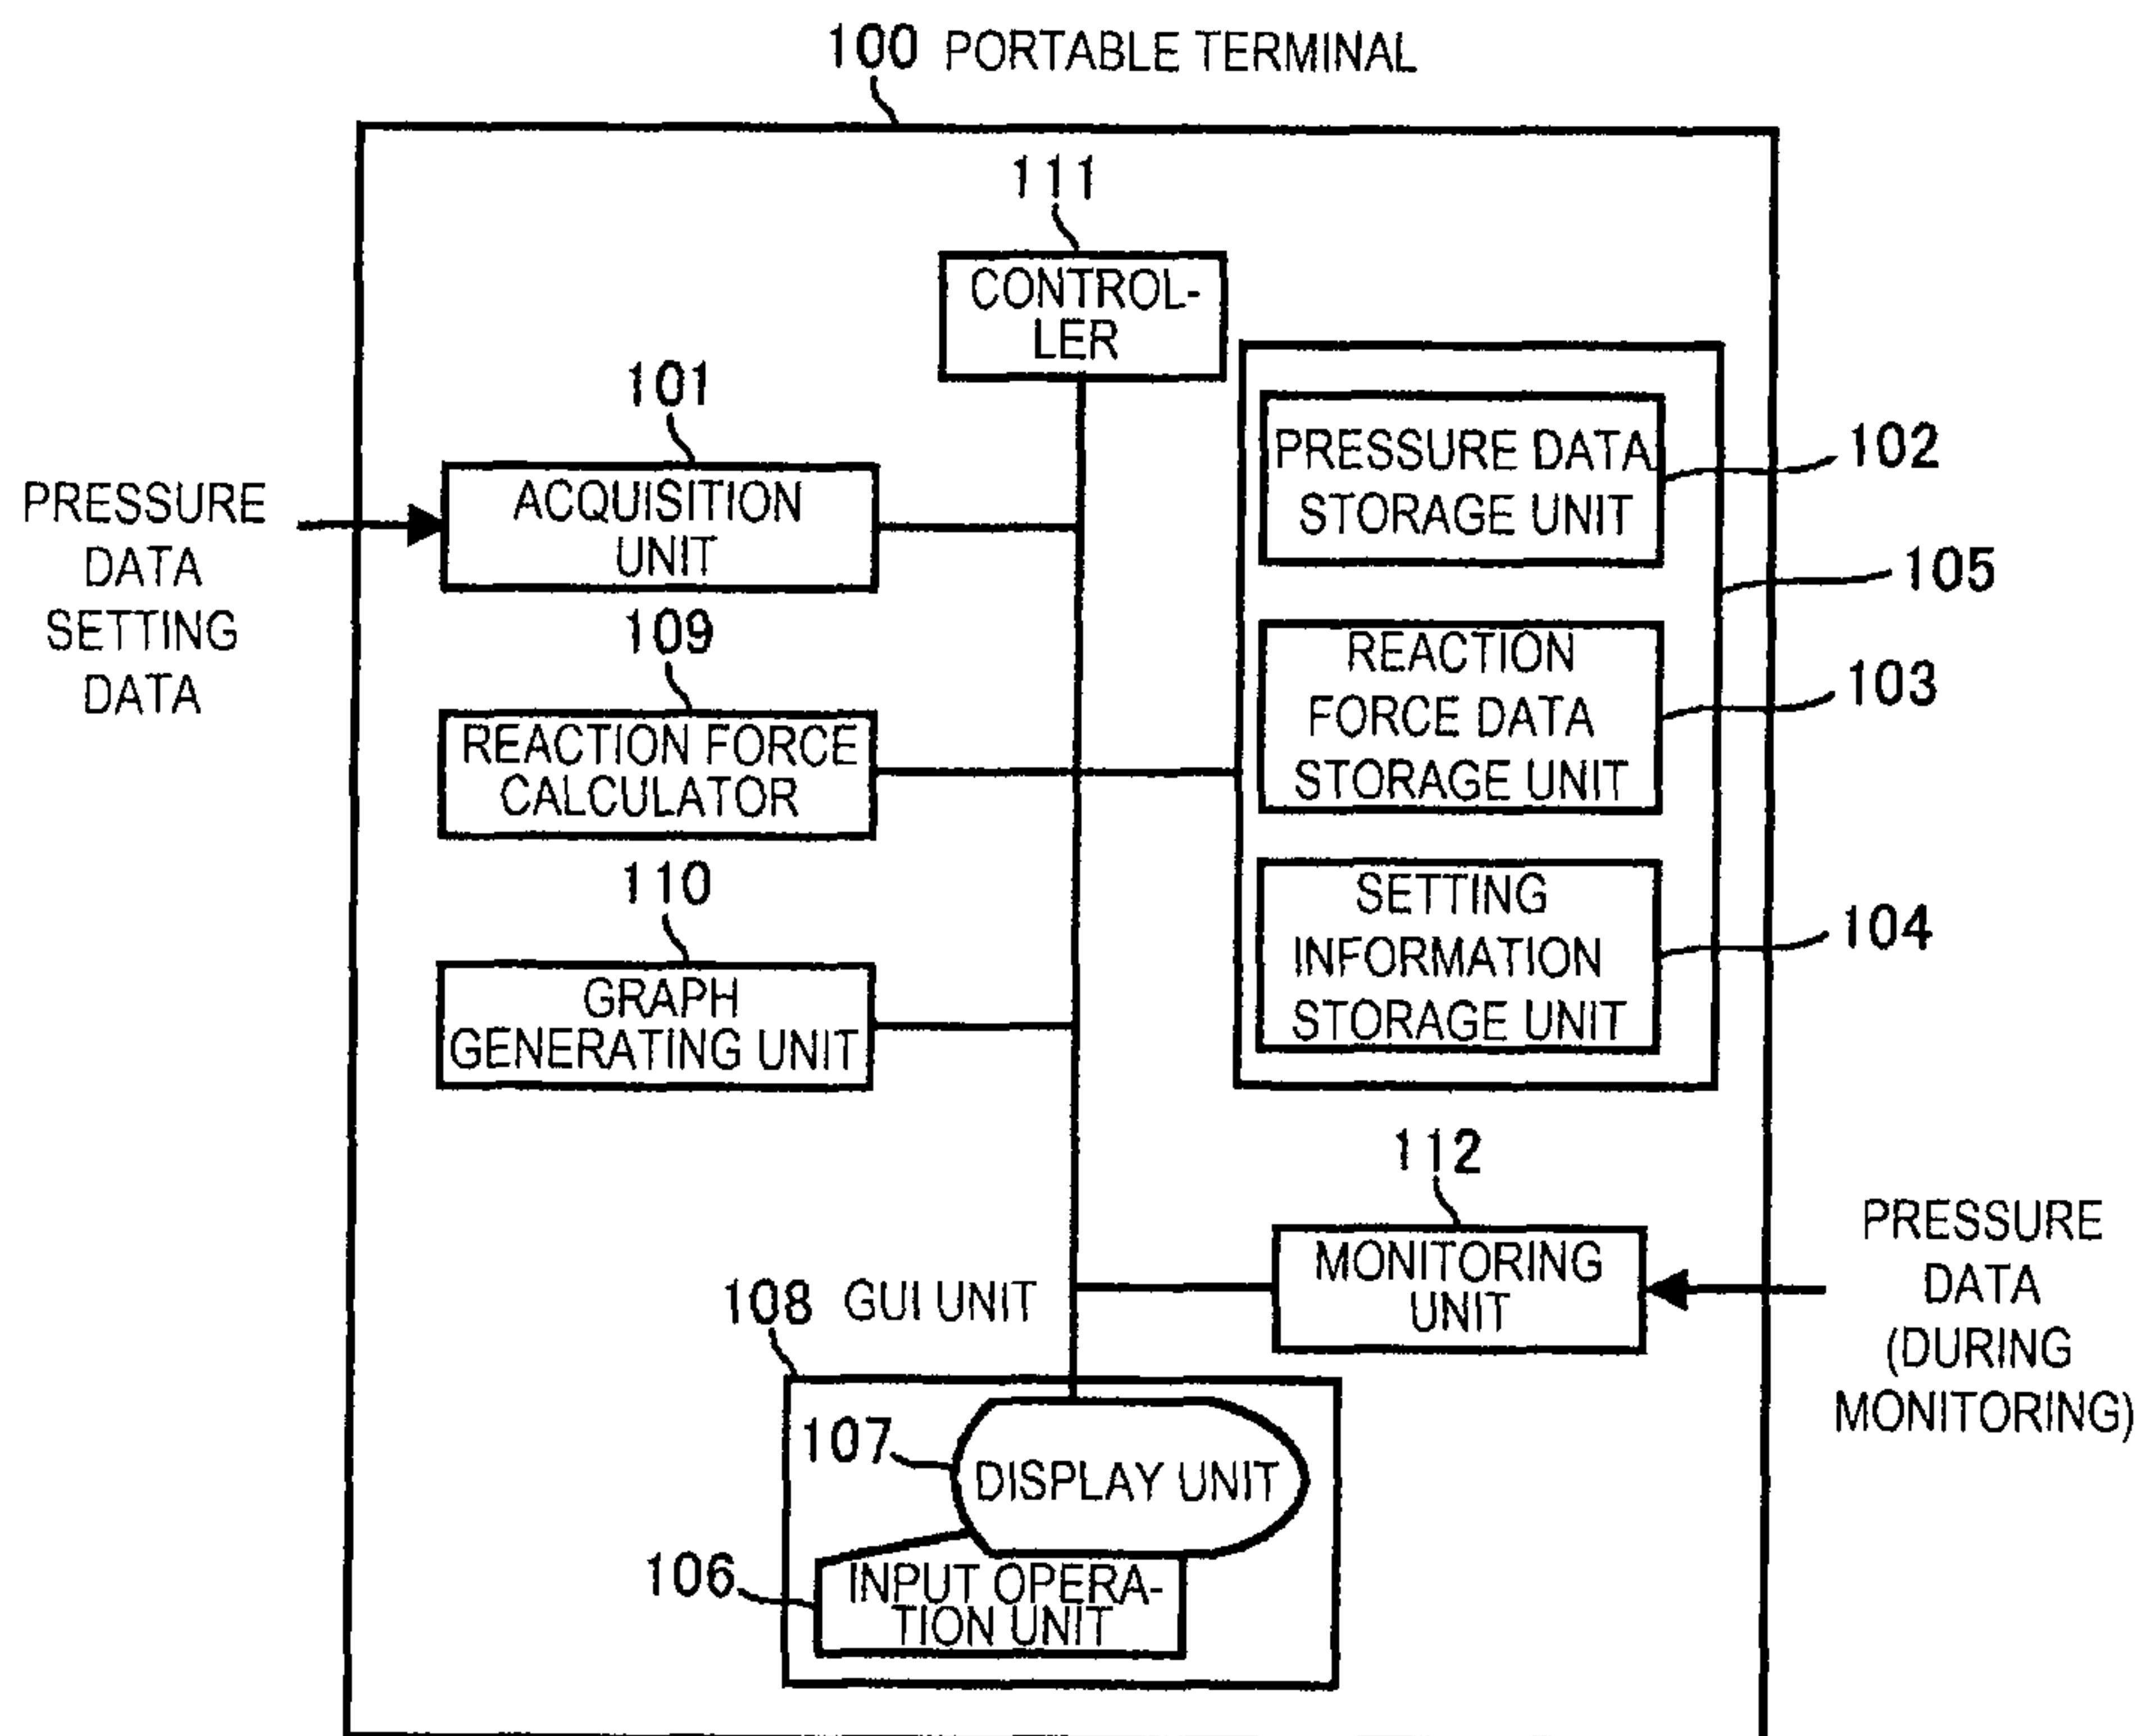 100 PORTABLE TERMINAL
111
CONTROL-
LER
101
ACQUISITION
UNIT
PRESSURE
DATA
SETTING
DATA
109
REACTION FORCE
CALCULATOR
110
GRAPH
GENERATING UNIT
PRESSURE DATA
STORAGE UNIT
102
105
REACTION
FORCE DATA
STORAGE UNIT
103
SETTING
INFORMATION
STORAGE UNIT
104
112
MONITORING
UNIT
PRESSURE
DATA
(DURING
MONITORING)
108 GUI UNIT
107
DISPLAY UNIT
106
INPUT OPERA-
TION UNIT